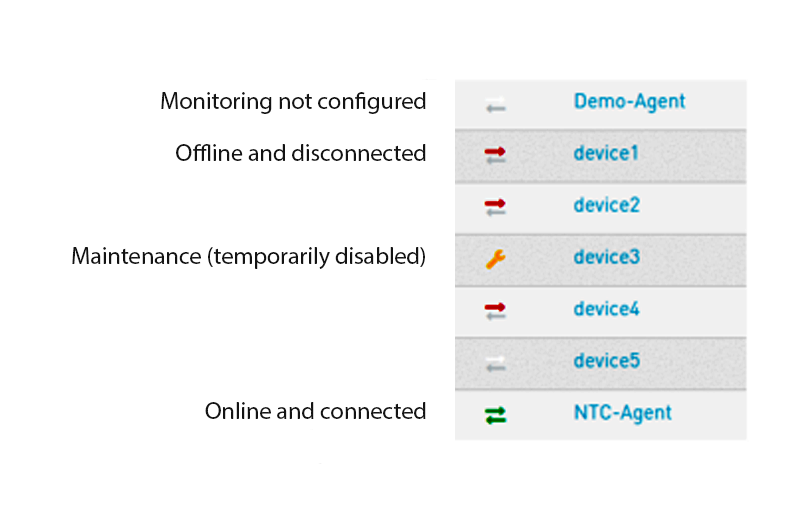 Monitoring not configured Demo-Agent
Offline and disconnected device1
device2
Maintenance (temporarily disabled) device3
device4
device5
Online and connected NTC-Agent